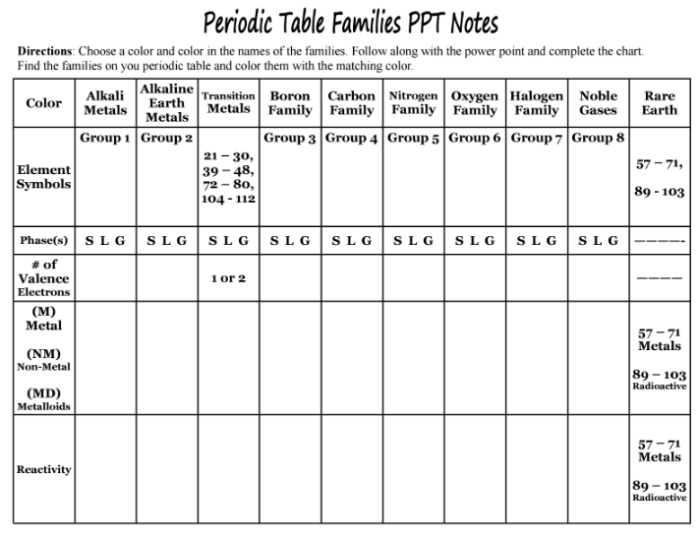 Periodic Table Families PPT Notes
Directions: Choose a color and color in the names of the families. Follow along with the power point and complete the chart.
Find the families on you periodic table and color them with the matching color.
Color
Alkali
Metals
Alkaline
Earth
Metals
Transition
Metals
Boron
Family
Carbon
Family
Nitrogen
Family
Oxygen
Family
Halogen
Family
Noble
Gases
Rare
Earth
Element
Symbols
Group 1
Group 2
21 – 30,
39 – 48,
72 – 80,
104 - 112
Group 3
Group 4
Group 5
Group 6
Group 7
Group 8
57 – 71,
89 - 103
Phase(s)
S L G
S L G
S L G
S L G
S L G
S L G
S L G
S L G
S L G
————-
# of
Valence
Electrons
1 or 2
————
(M)
Metal
(NM)
Non-Metal
(MD)
Metalloids
57 – 71
Metals
89 – 103
Radioactive
Reactivity
57 – 71
Metals
89 – 103
Radioactive